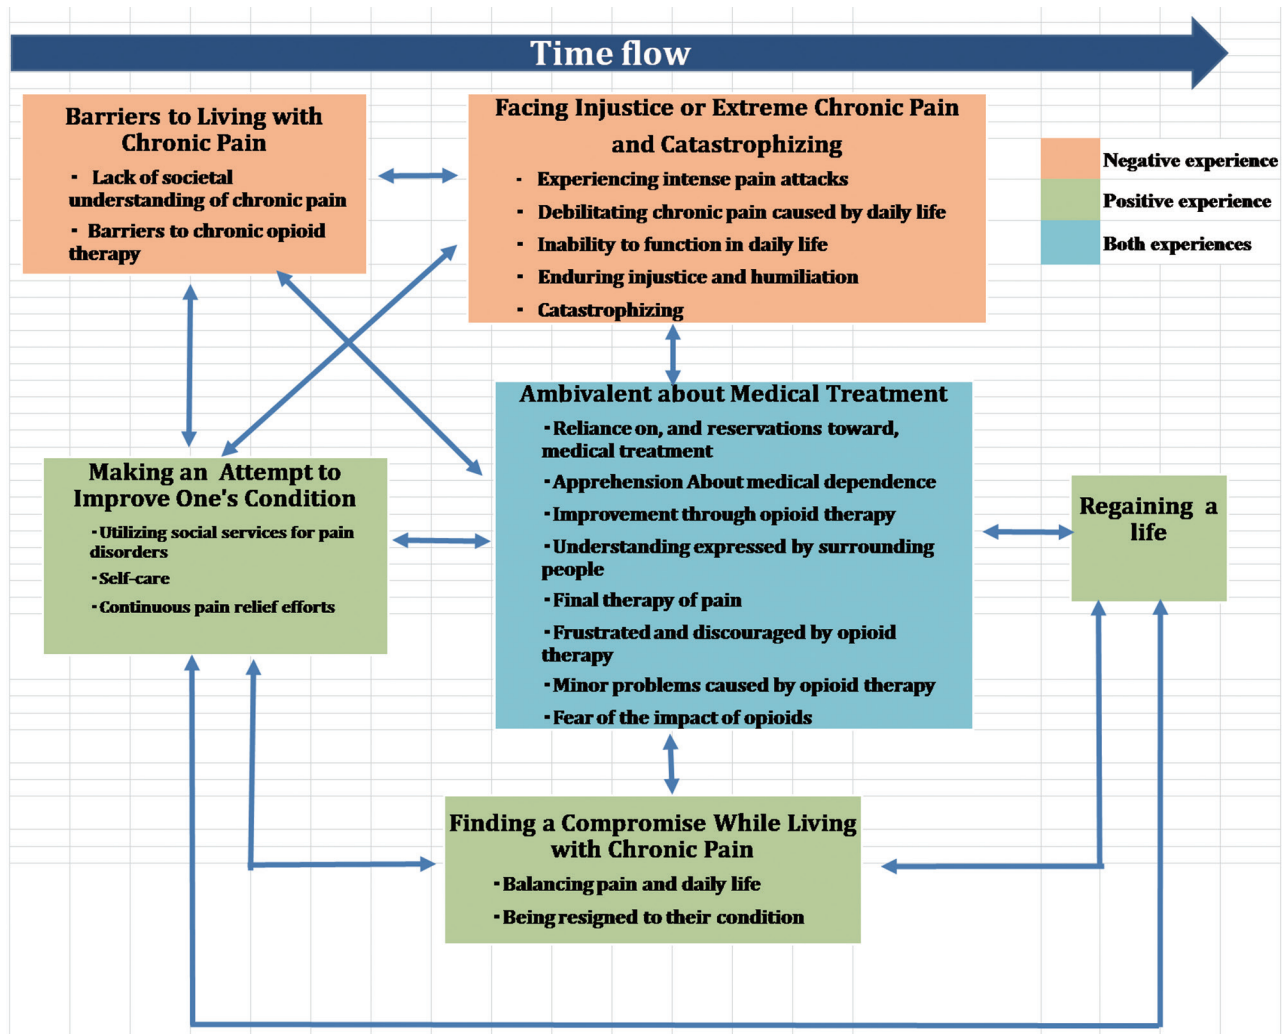 Time flow
Barriers to Living with
Chronic Pain
- Lack of societal
understanding of chronic pain
- Barriers to chronic opioid
therapy
Facing Injustice or Extreme Chronic Pain
and Catastrophizing
- Experiencing intense pain attacks
- Debilitating chronic pain caused by daily life
- Inability to function in daily life
- Enduring injustice and humiliation
- Catastrophizing
Negative experience
Positive experience
Both experiences
Making an Attempt to
Improve One's Condition
- Utilizing social services for pain
disorders
- Self-care
- Continuous pain relief efforts
Ambivalent about Medical Treatment
- Reliance on, and reservations toward,
medical treatment
- Apprehension About medical dependence
- Improvement through opioid therapy
- Understanding expressed by surrounding
people
- Final therapy of pain
- Frustrated and discouraged by opioid
therapy
- Minor problems caused by opioid therapy
- Fear of the impact of opioids
Regaining a
life
Finding a Compromise While Living
with Chronic Pain
- Balancing pain and daily life
- Being resigned to their condition